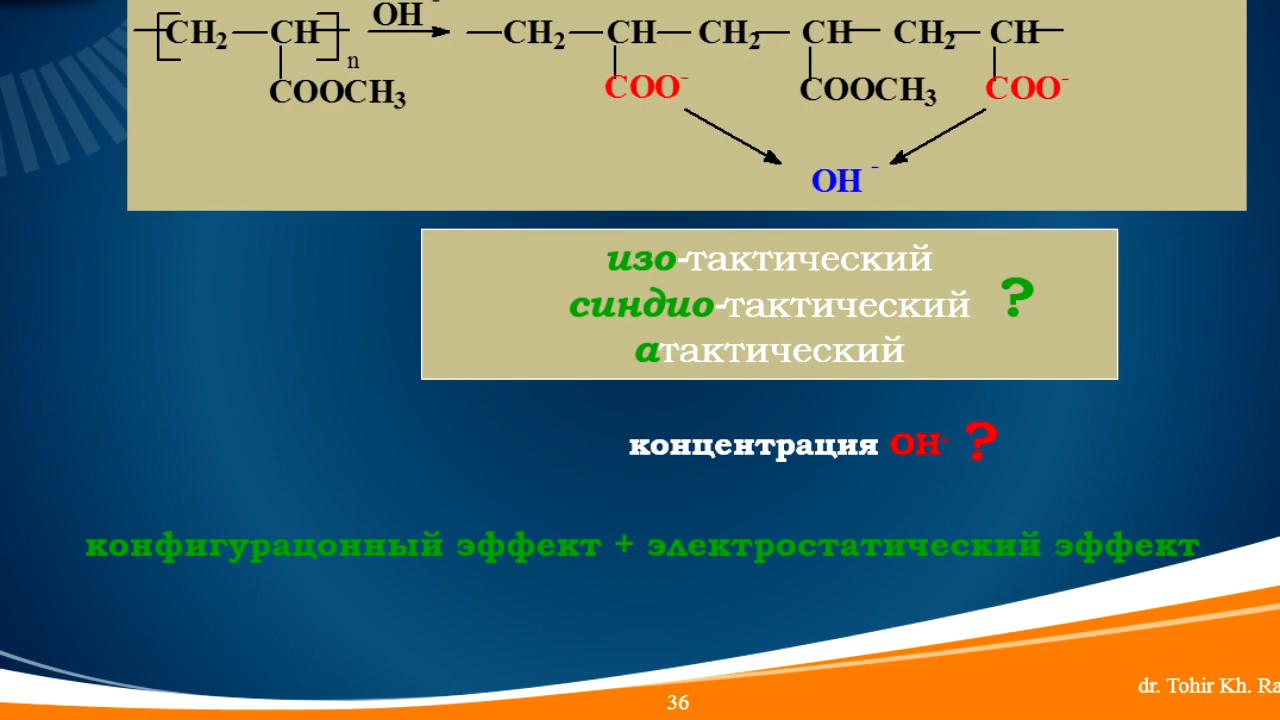 [CH₂—CH]n OH⁻ —CH₂—CH—CH₂—CH—CH₂—CH—
COOCH₃ COO⁻ COOCH₃ COO⁻
OH⁻
изо-тактический
синдио-тактический ?
атактический
концентрация OH⁻ ?
конфигурацонный эффект + электростатический эффект
dr. Tohir Kh. Ra
36